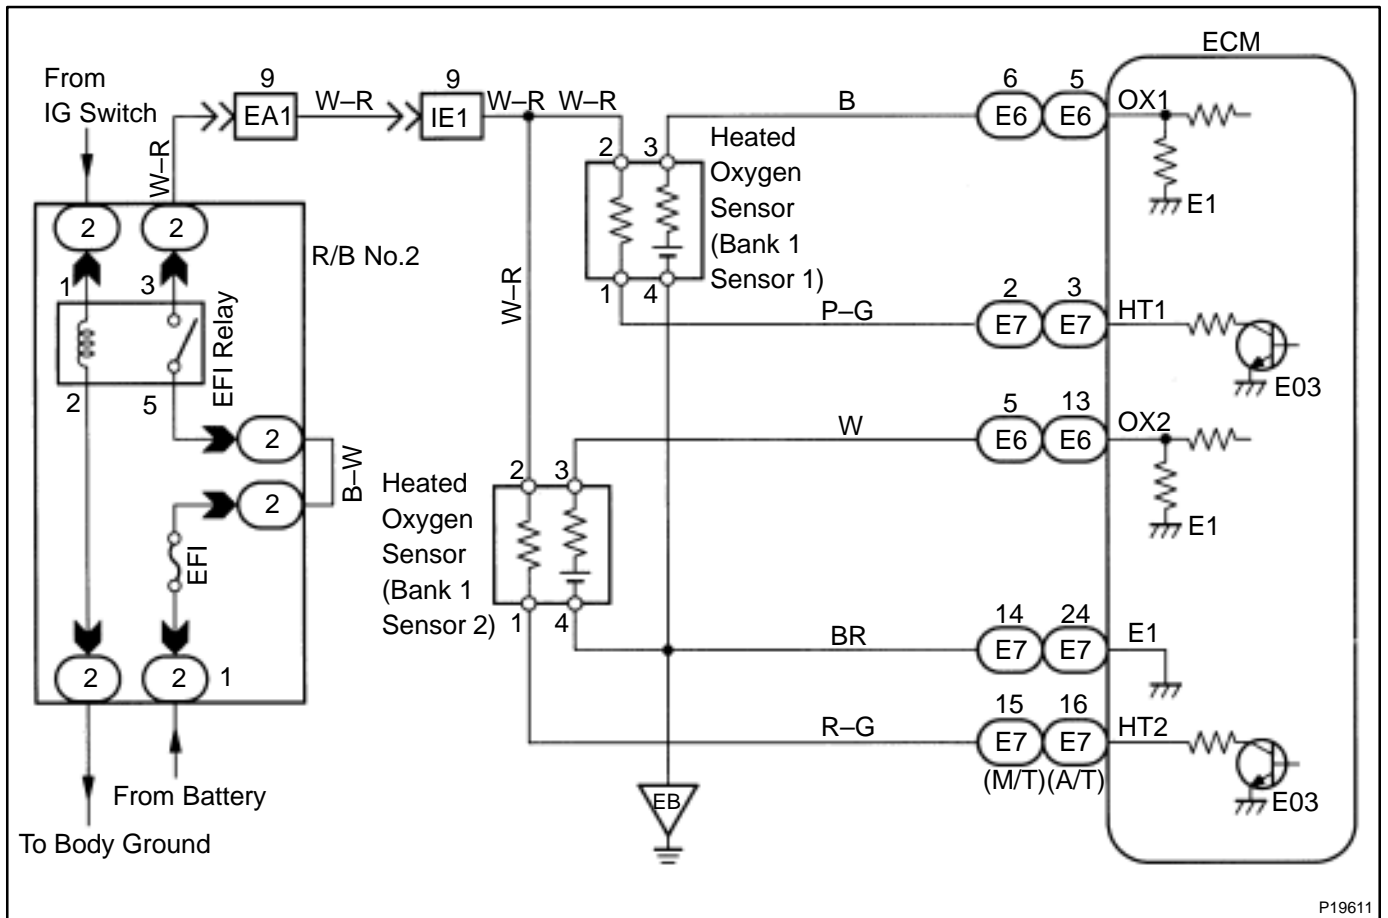 ECM
From
IG Switch
9
EA1
W–R
9
IE1
W–R
W–R
B
6
5
E6
E6
OX1
E1
W–R
2
2
R/B No.2
1
3
EFI Relay
2
5
2
2
B–W
EFI
2
2
1
From Battery
To Body Ground
2
3
Heated
Oxygen
Sensor
(Bank 1
Sensor 1)
1
4
W–R
P–G
2
3
E7
E7
HT1
E03
W
5
13
E6
E6
OX2
E1
Heated
Oxygen
Sensor
(Bank 1
Sensor 2)
2
3
1
4
BR
14
24
E7
E7
E1
R–G
15
16
E7
E7
HT2
(M/T)
(A/T)
E03
EB
P19611